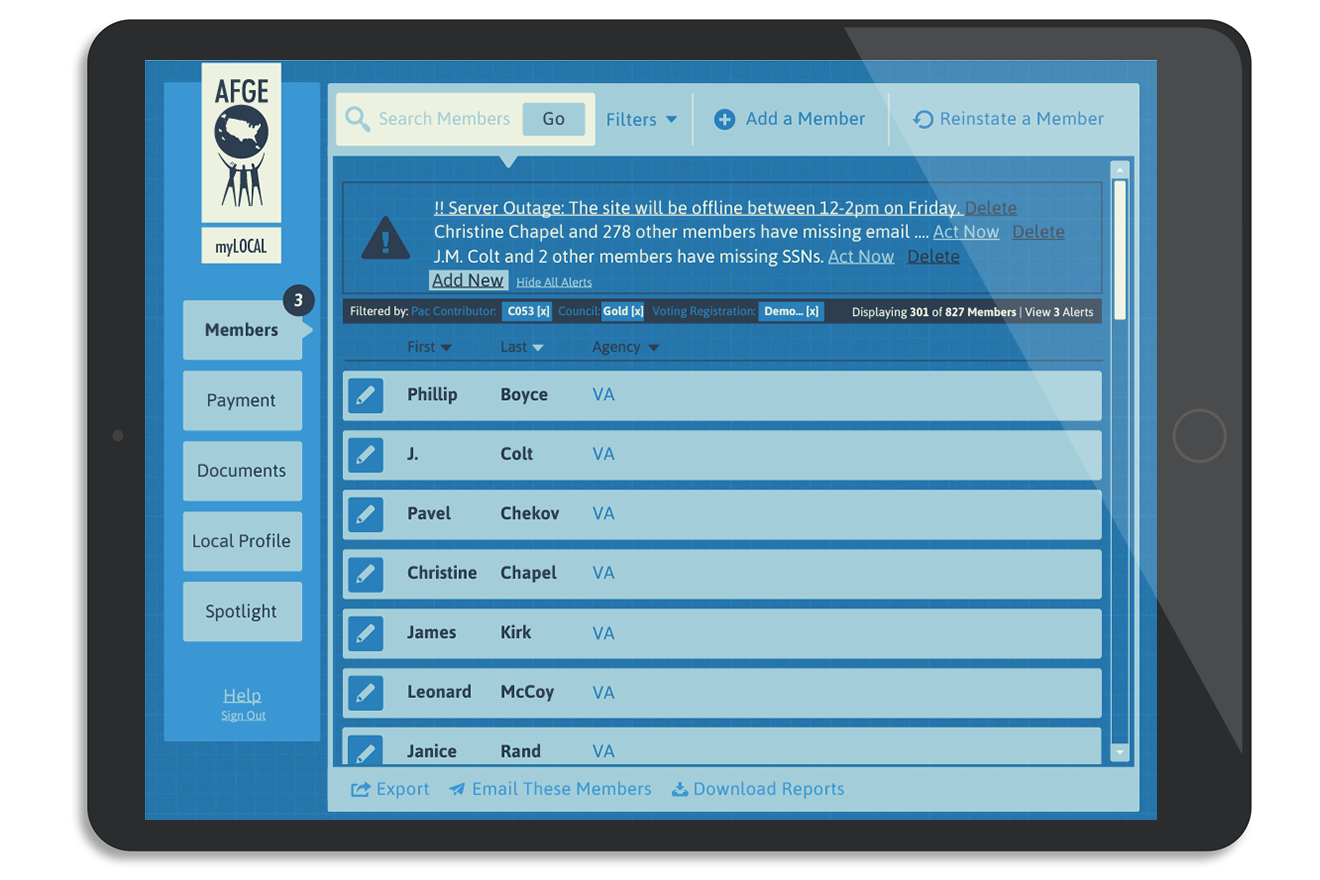 AFGE
myLOCAL
Search Members Go Filters Add a Member Reinstate a Member
!! Server Outage: The site will be offline between 12-2pm on Friday. Delete
Christine Chapel and 278 other members have missing email .... Act Now Delete
J.M. Colt and 2 other members have missing SSNs. Act Now Delete
Add New Hide All Alerts
Filtered by: Pac Contributor: C053 [x] Council: Gold [x] Voting Registration: Demo... [x] Displaying 301 of 827 Members | View 3 Alerts
3
Members
Payment
Documents
Local Profile
Spotlight
Help
Sign Out
First Last Agency
Phillip Boyce VA
J. Colt VA
Pavel Chekov VA
Christine Chapel VA
James Kirk VA
Leonard McCoy VA
Janice Rand VA
Export Email These Members Download Reports